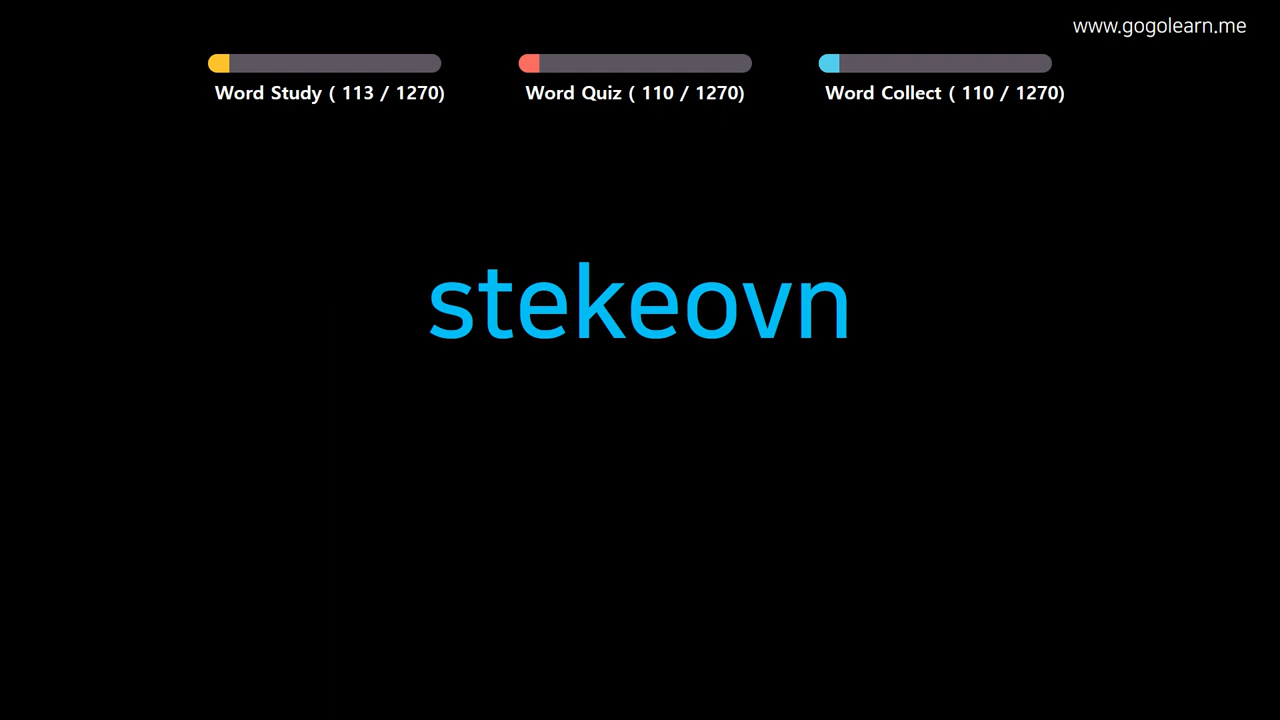 www.gogolearn.me
Word Study ( 113 / 1270)
Word Quiz ( 110 / 1270)
Word Collect ( 110 / 1270)
stekeovn